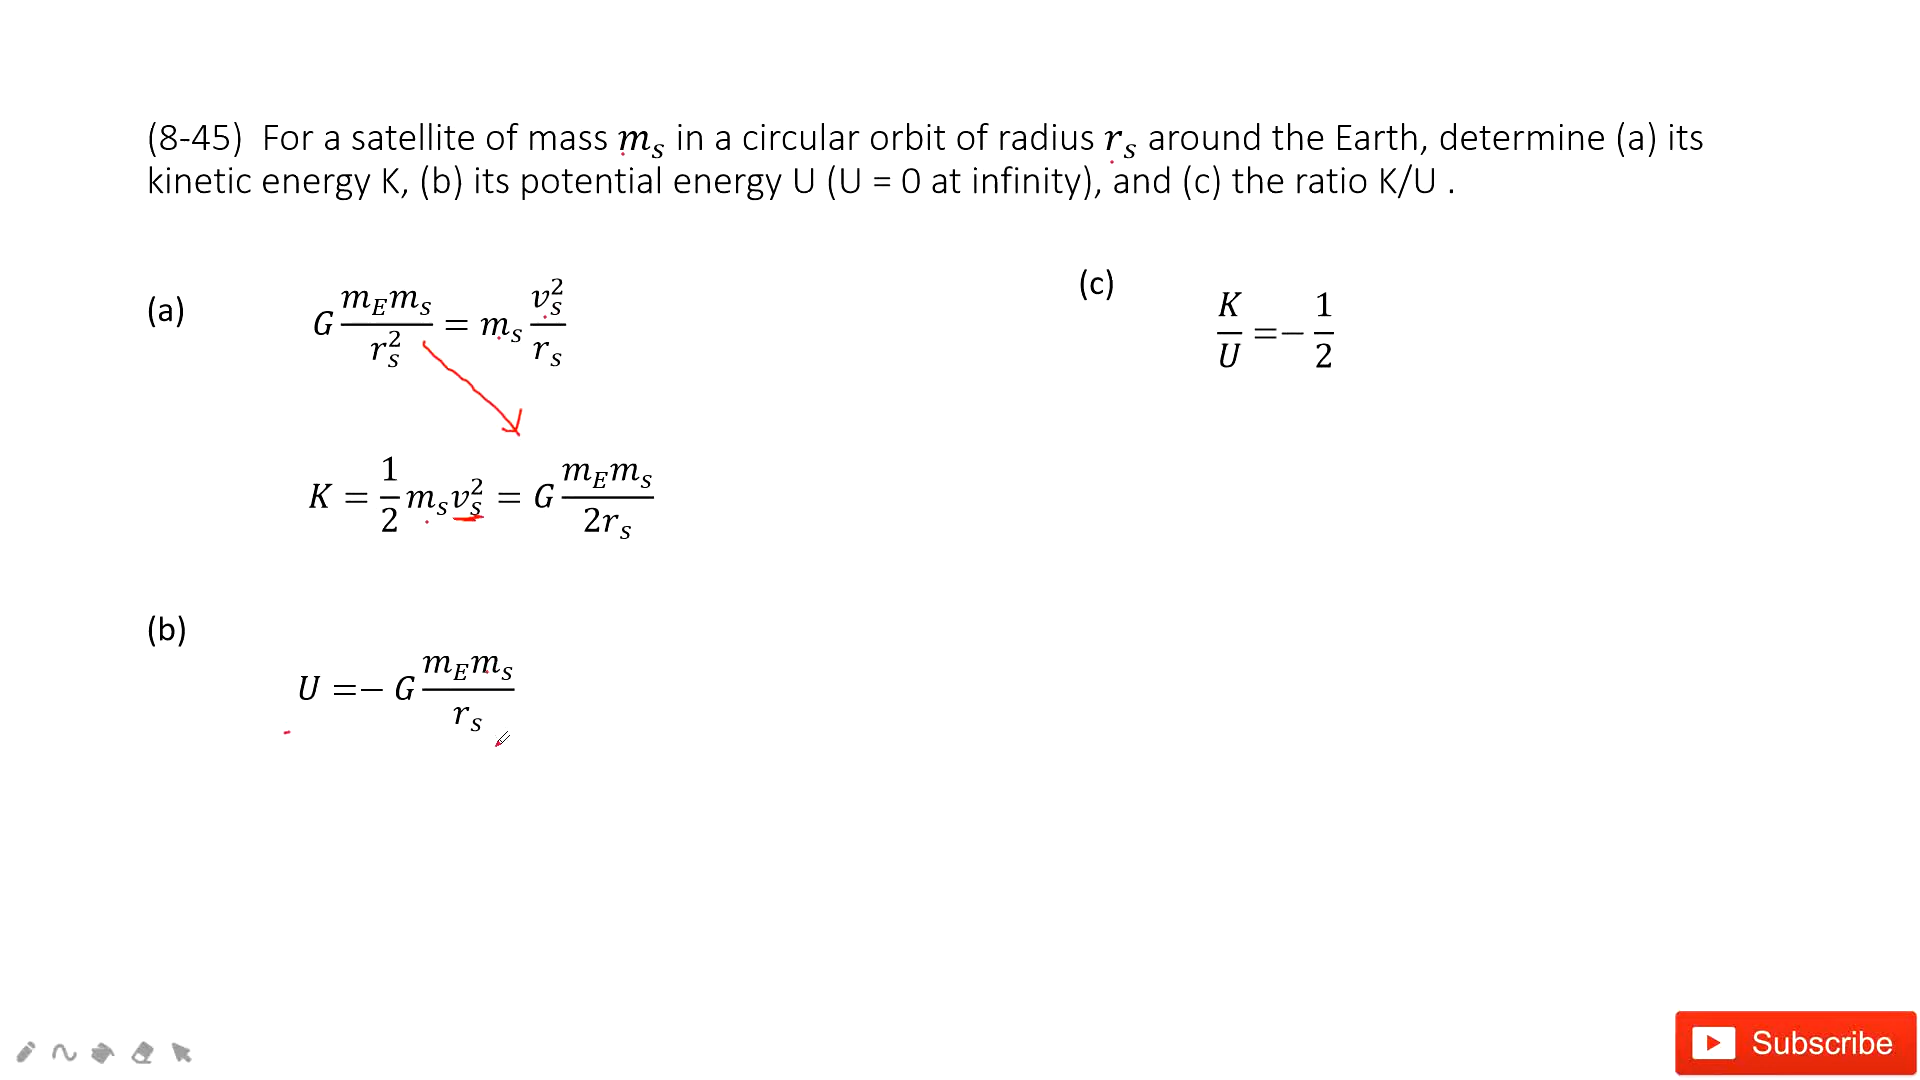 (8-45) For a satellite of mass m_s in a circular orbit of radius r_s around the Earth, determine (a) its
kinetic energy K, (b) its potential energy U (U = 0 at infinity), and (c) the ratio K/U .
(a)
G m_E m_s / r_s^2 = m_s v_s^2 / r_s
K = 1/2 m_s v_s^2 = G m_E m_s / 2r_s
(b)
U =− G m_E m_s / r_s
(c)
K/U =− 1/2
Subscribe